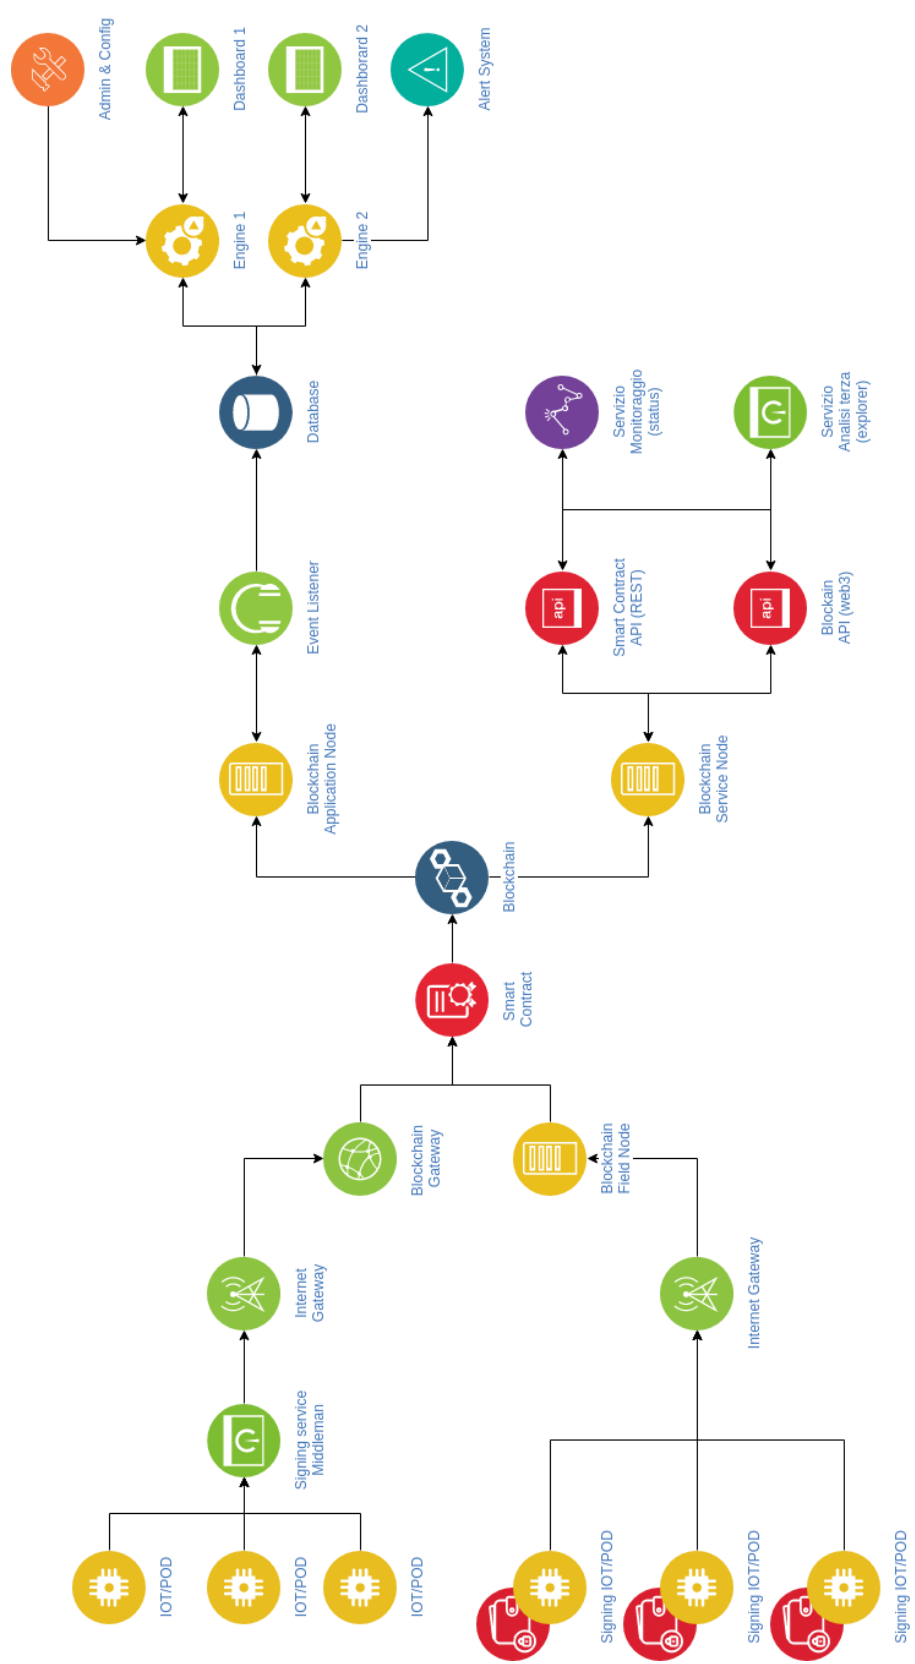 Admin & Config
Dashboard 1
Dashborard 2
Alert System
Engine 1
Engine 2
Database
Servizio
Monitoraggio
(status)
Servizio
Analisi terza
(explorer)
Event Listener
api
Smart Contract
API (REST)
api
Blockain
API (web3)
Blockchain
Application Node
Blockchain
Service Node
Blockchain
Smart
Contract
Blockchain
Gateway
Blockchain
Field Node
Internet
Gateway
Internet Gateway
Signing service
Middleman
IOT/POD
IOT/POD
IOT/POD
Signing IOT/POD
Signing IOT/POD
Signing IOT/POD